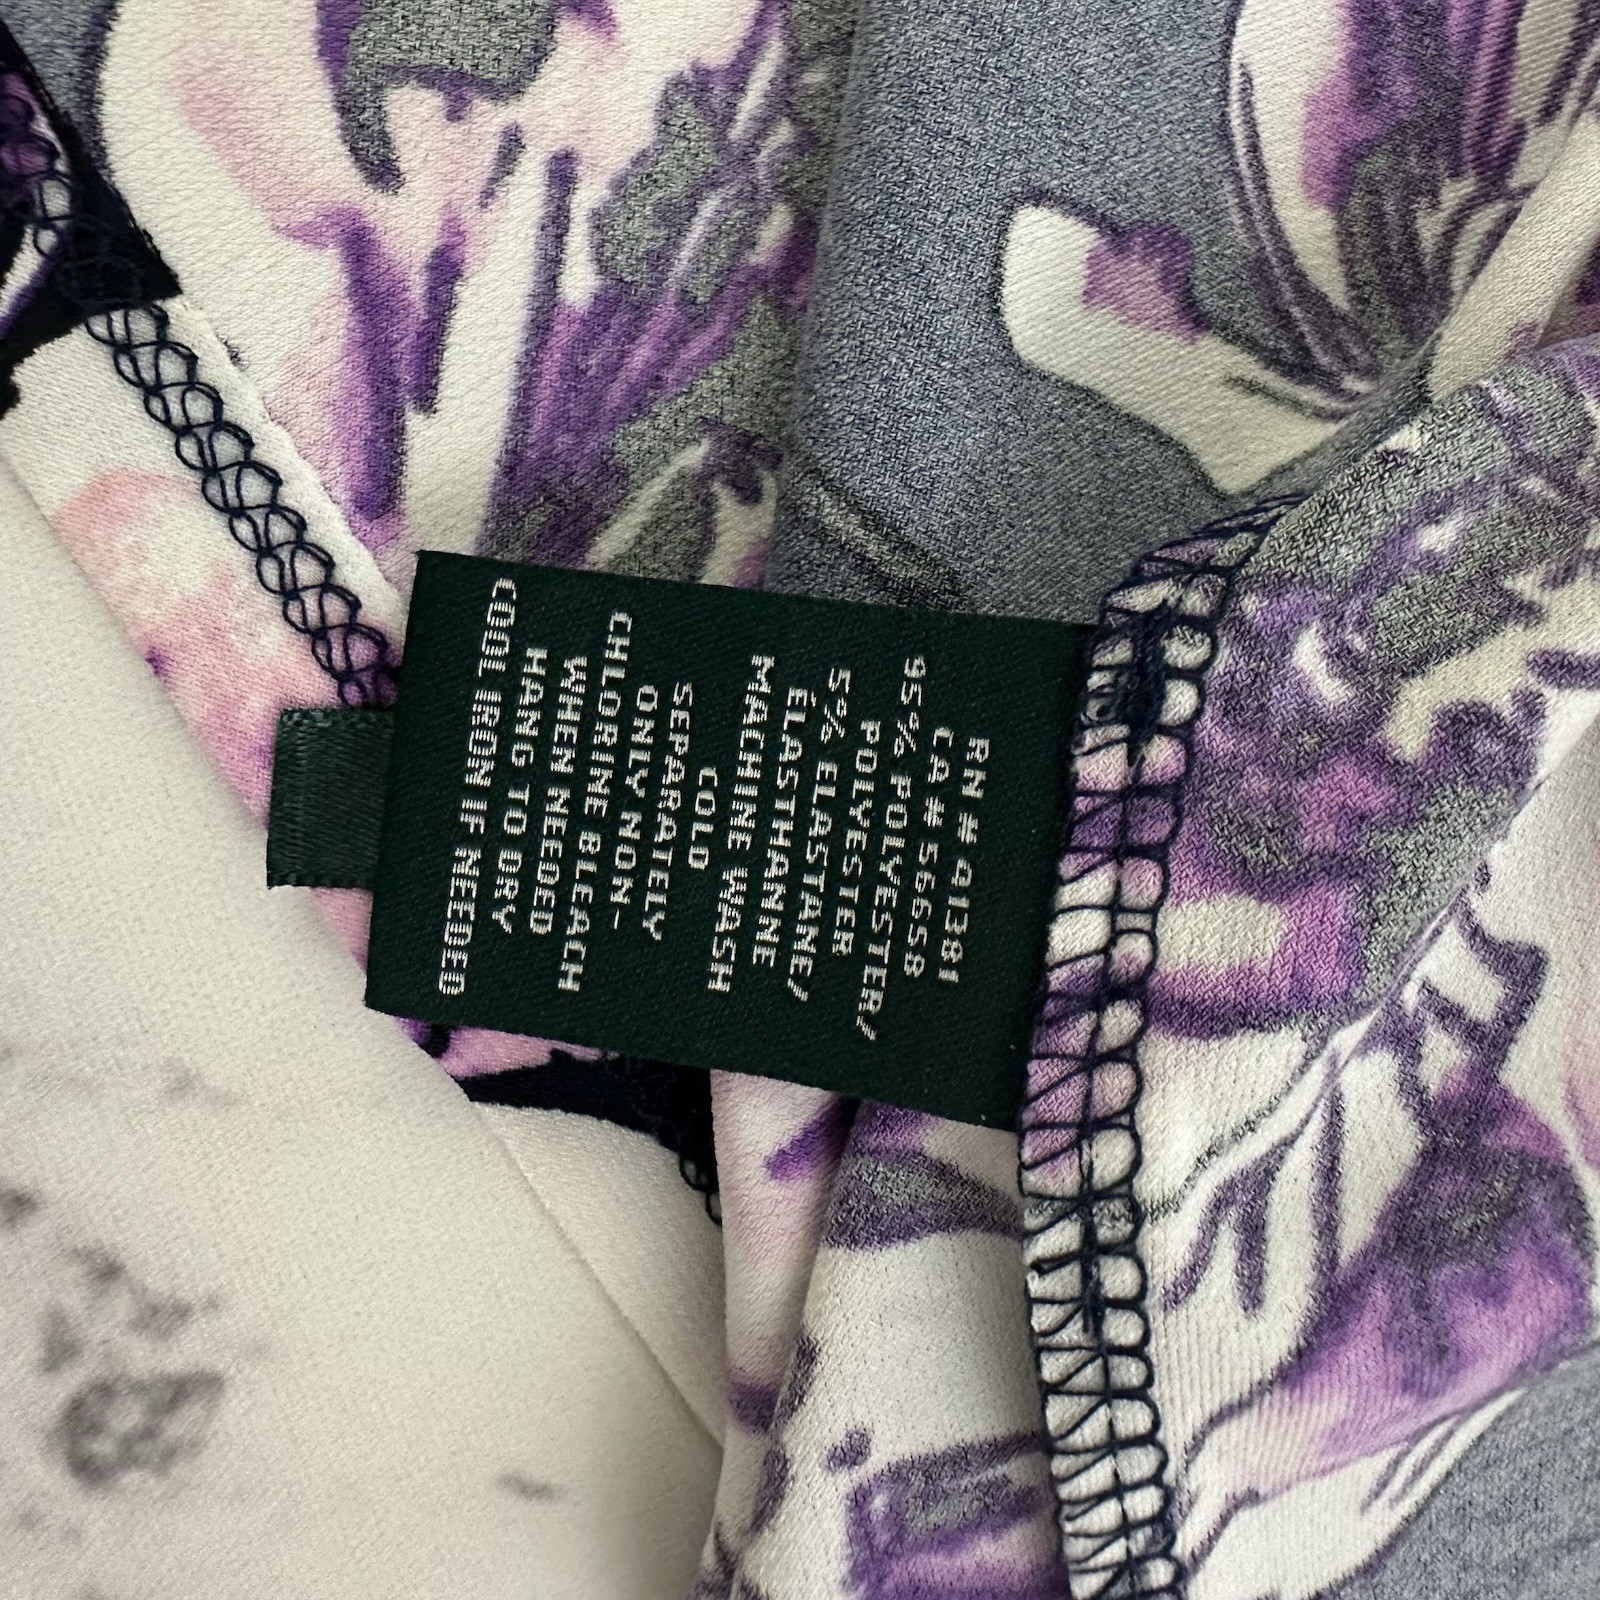 RN # 41381
CA # 56658
95% POLYESTER/
POLYESTER
5% ELASTANE/
ÉLASTHANNE
MACHINE WASH
COLD
SEPARATELY
ONLY NON-
CHLORINE BLEACH
WHEN NEEDED
HANG TO DRY
COOL IRON IF NEEDED